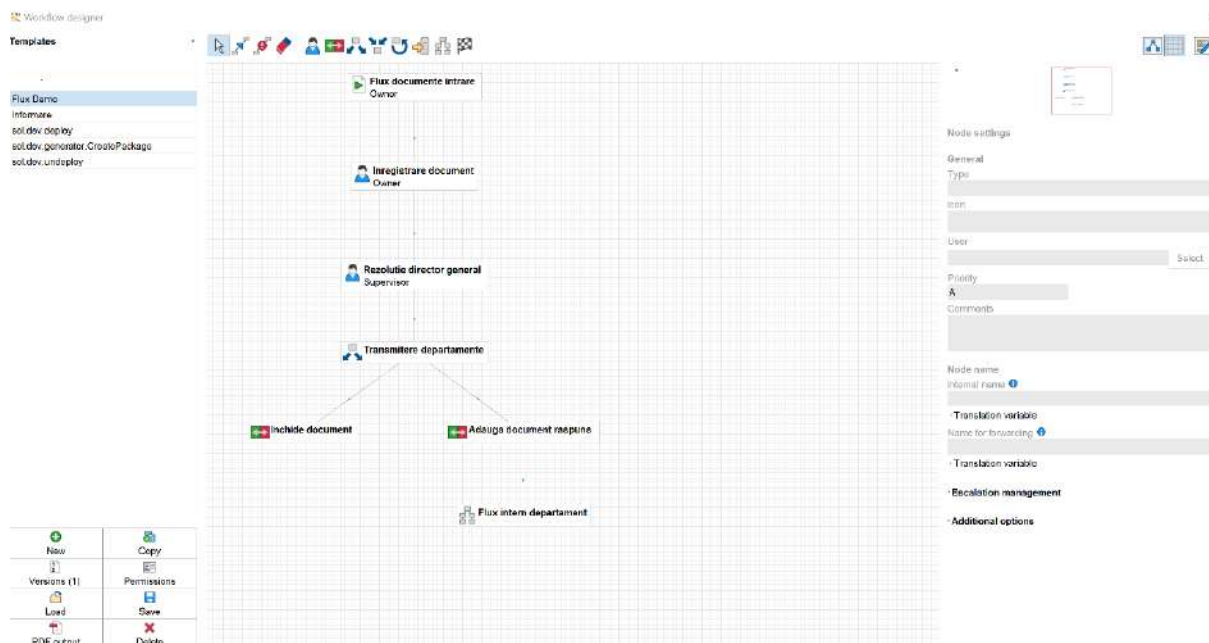 Workflow designer
Templates
Flux Demo
Informare
sol.dev.deploy
sol.dev.generator.CreatePackage
sol.dev.undeploy
New
Copy
Versions (1)
Permissions
Load
Save
PDF output
Delete
Flux documente intrare
Owner
Inregistrare document
Owner
Rezolutie director general
Supervisor
Transmitere departamente
Inchide document
Adauga document raspuns
Flux intern departament
Node settings
General
Type
Icon
User
Select
Priority
A
Comments
Node name
Internal name
Translation variable
Name for forwarding
Translation variable
Escalation management
Additional options